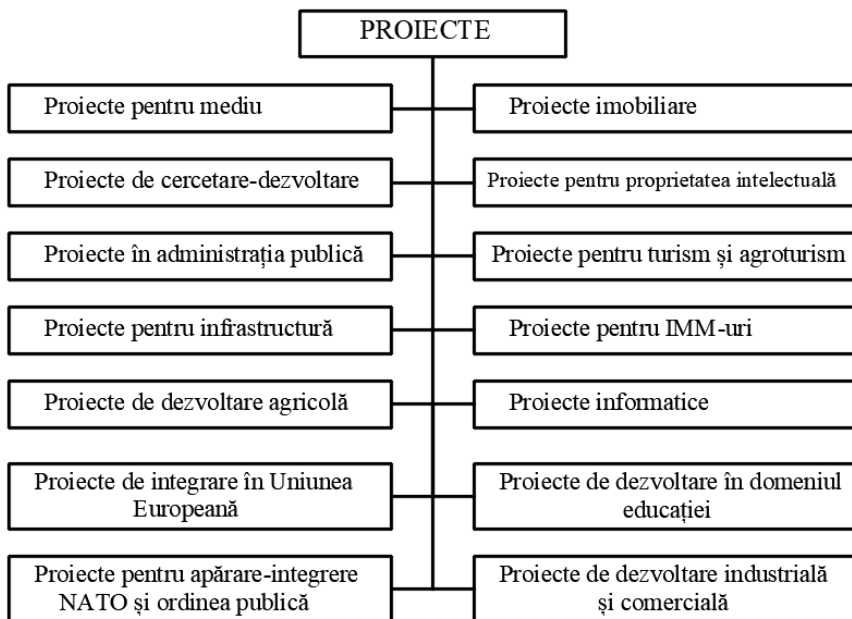 PROIECTE
Proiecte pentru mediu
Proiecte imobiliare
Proiecte de cercetare-dezvoltare
Proiecte pentru proprietatea intelectuală
Proiecte în administrația publică
Proiecte pentru turism și agroturism
Proiecte pentru infrastructură
Proiecte pentru IMM-uri
Proiecte de dezvoltare agricolă
Proiecte informatice
Proiecte de integrare în Uniunea
Europeană
Proiecte de dezvoltare în domeniul
educației
Proiecte pentru apărare-integrere
NATO și ordinea publică
Proiecte de dezvoltare industrială
și comercială